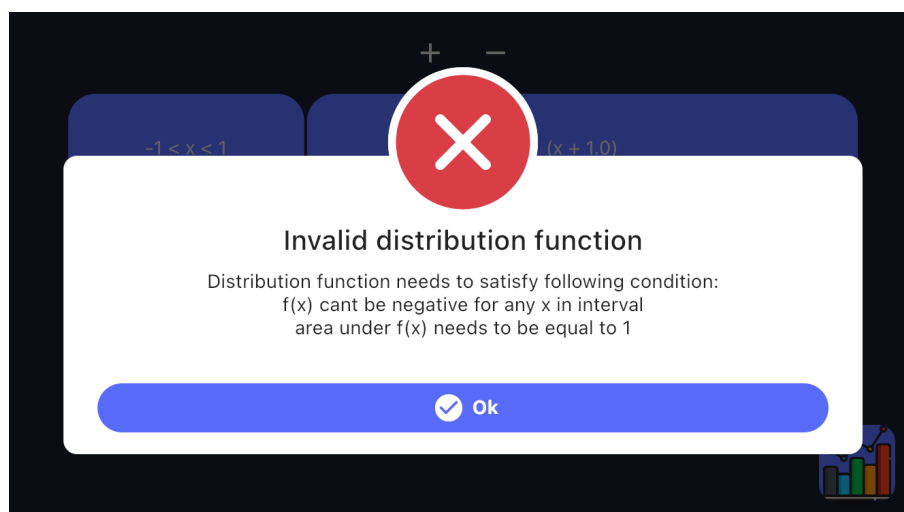 + −
-1 < x < 1
(x + 1.0)
Invalid distribution function
Distribution function needs to satisfy following condition:
f(x) cant be negative for any x in interval
area under f(x) needs to be equal to 1
Ok